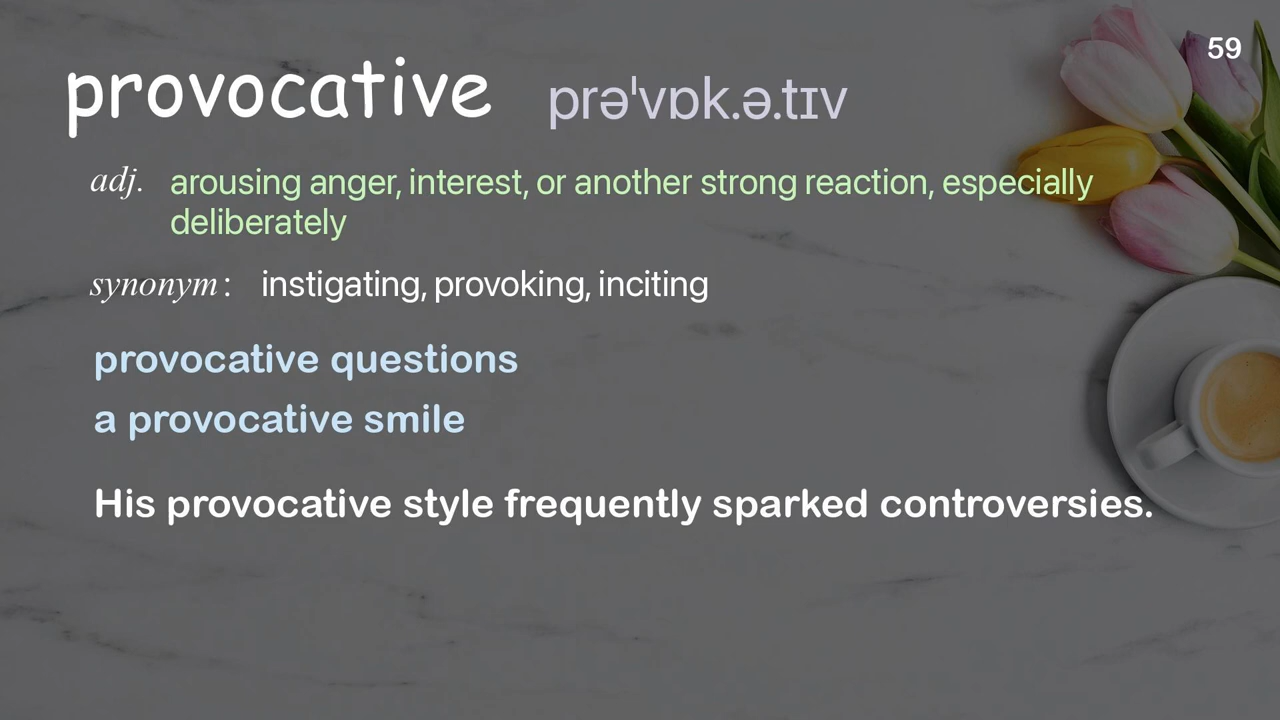 59
provocative prəˈvɒk.ə.tɪv
adj. arousing anger, interest, or another strong reaction, especially
deliberately
synonym: instigating, provoking, inciting
provocative questions
a provocative smile
His provocative style frequently sparked controversies.